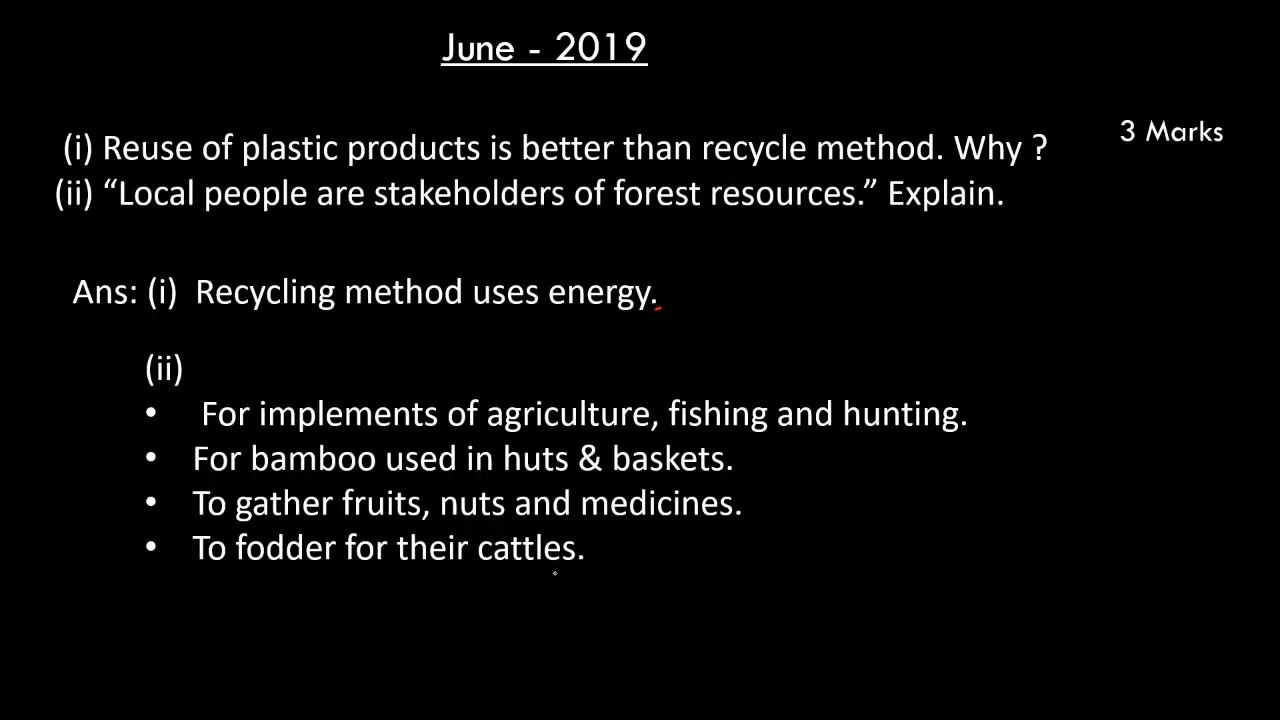 June - 2019
3 Marks
(i) Reuse of plastic products is better than recycle method. Why ?
(ii) “Local people are stakeholders of forest resources.” Explain.
Ans: (i) Recycling method uses energy.
(ii)
• For implements of agriculture, fishing and hunting.
• For bamboo used in huts & baskets.
• To gather fruits, nuts and medicines.
• To fodder for their cattles.